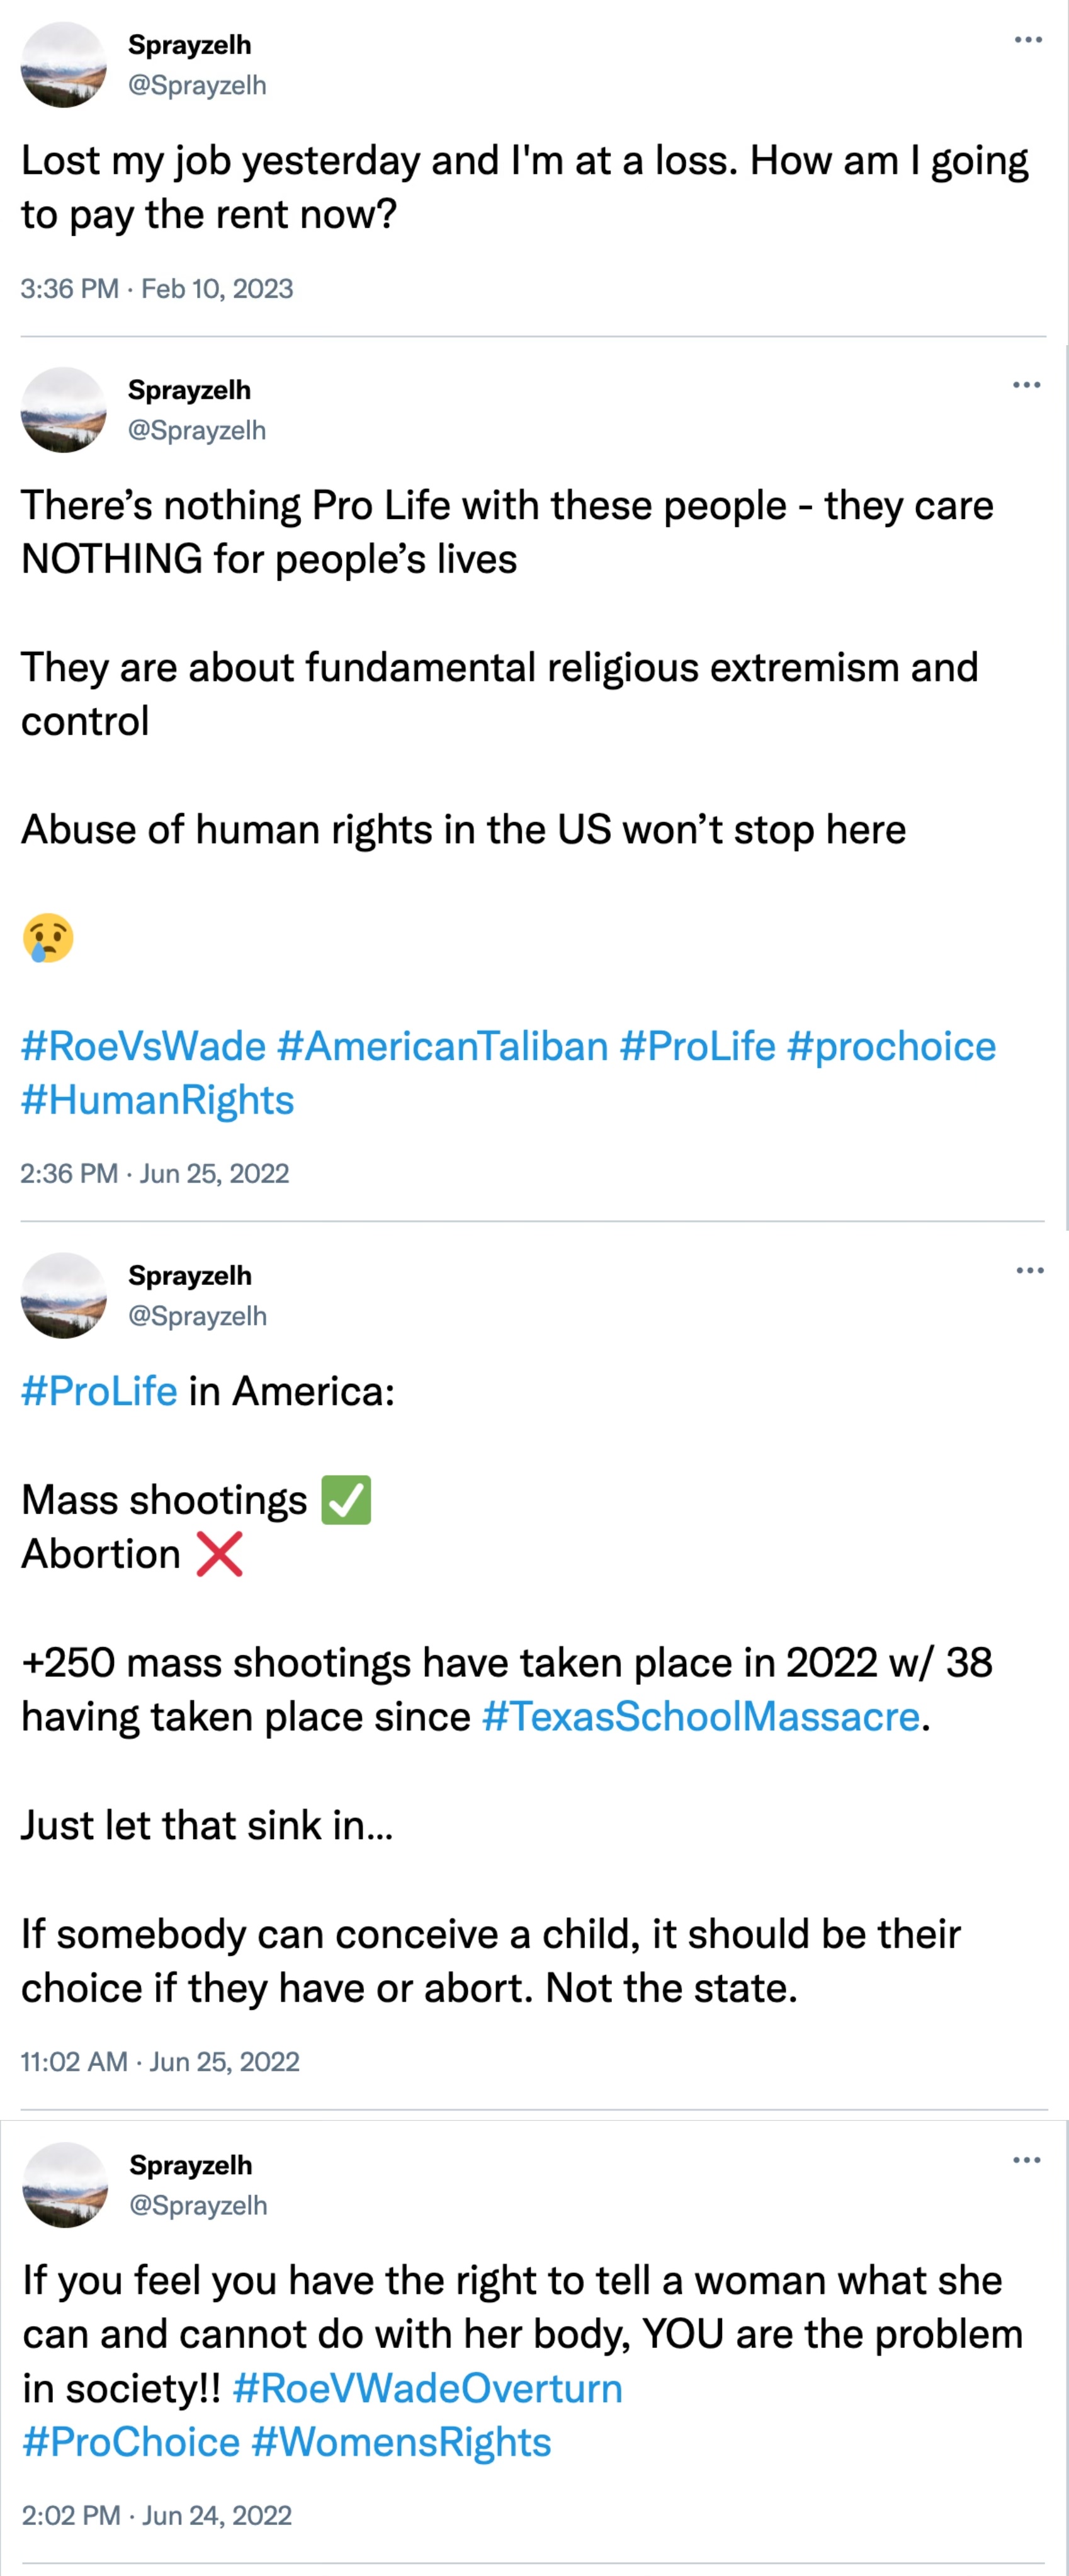 Sprayzelh
@Sprayzelh
Lost my job yesterday and I'm at a loss. How am I going
to pay the rent now?
3:36 PM · Feb 10, 2023
Sprayzelh
@Sprayzelh
There’s nothing Pro Life with these people - they care
NOTHING for people’s lives
They are about fundamental religious extremism and
control
Abuse of human rights in the US won’t stop here
😢
#RoeVsWade #AmericanTaliban #ProLife #prochoice
#HumanRights
2:36 PM · Jun 25, 2022
Sprayzelh
@Sprayzelh
#ProLife in America:
Mass shootings ✅
Abortion ❌
+250 mass shootings have taken place in 2022 w/ 38
having taken place since #TexasSchoolMassacre.
Just let that sink in...
If somebody can conceive a child, it should be their
choice if they have or abort. Not the state.
11:02 AM · Jun 25, 2022
Sprayzelh
@Sprayzelh
If you feel you have the right to tell a woman what she
can and cannot do with her body, YOU are the problem
in society!! #RoeVWadeOverturn
#ProChoice #WomensRights
2:02 PM · Jun 24, 2022